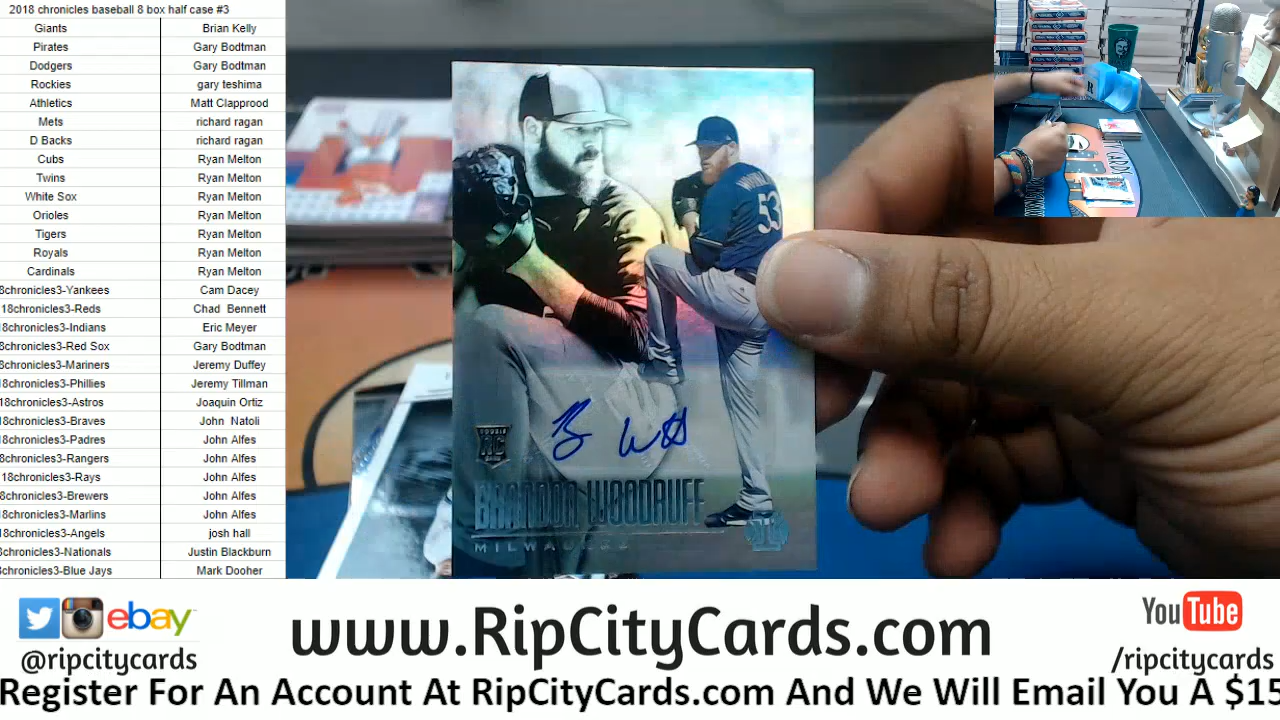 2018 chronicles baseball 8 box half case #3
Giants Brian Kelly
Pirates Gary Bodtman
Dodgers Gary Bodtman
Rockies gary teshima
Athletics Matt Clapprood
Mets richard ragan
D Backs richard ragan
Cubs Ryan Melton
Twins Ryan Melton
White Sox Ryan Melton
Orioles Ryan Melton
Tigers Ryan Melton
Royals Ryan Melton
Cardinals Ryan Melton
8chronicles3-Yankees Cam Dacey
18chronicles3-Reds Chad Bennett
8chronicles3-Indians Eric Meyer
8chronicles3-Red Sox Gary Bodtman
8chronicles3-Mariners Jeremy Duffey
8chronicles3-Phillies Jeremy Tillman
18chronicles3-Astros Joaquin Ortiz
8chronicles3-Braves John Natoli
18chronicles3-Padres John Alfes
8chronicles3-Rangers John Alfes
18chronicles3-Rays John Alfes
8chronicles3-Brewers John Alfes
18chronicles3-Marlins John Alfes
18chronicles3-Angels josh hall
chronicles3-Nationals Justin Blackburn
chronicles3-Blue Jays Mark Dooher
53
RC
BRANDON WOODRUFF
MILWAUKEE
ebay
@ripcitycards
www.RipCityCards.com
YouTube
/ripcitycards
Register For An Account At RipCityCards.com And We Will Email You A $15